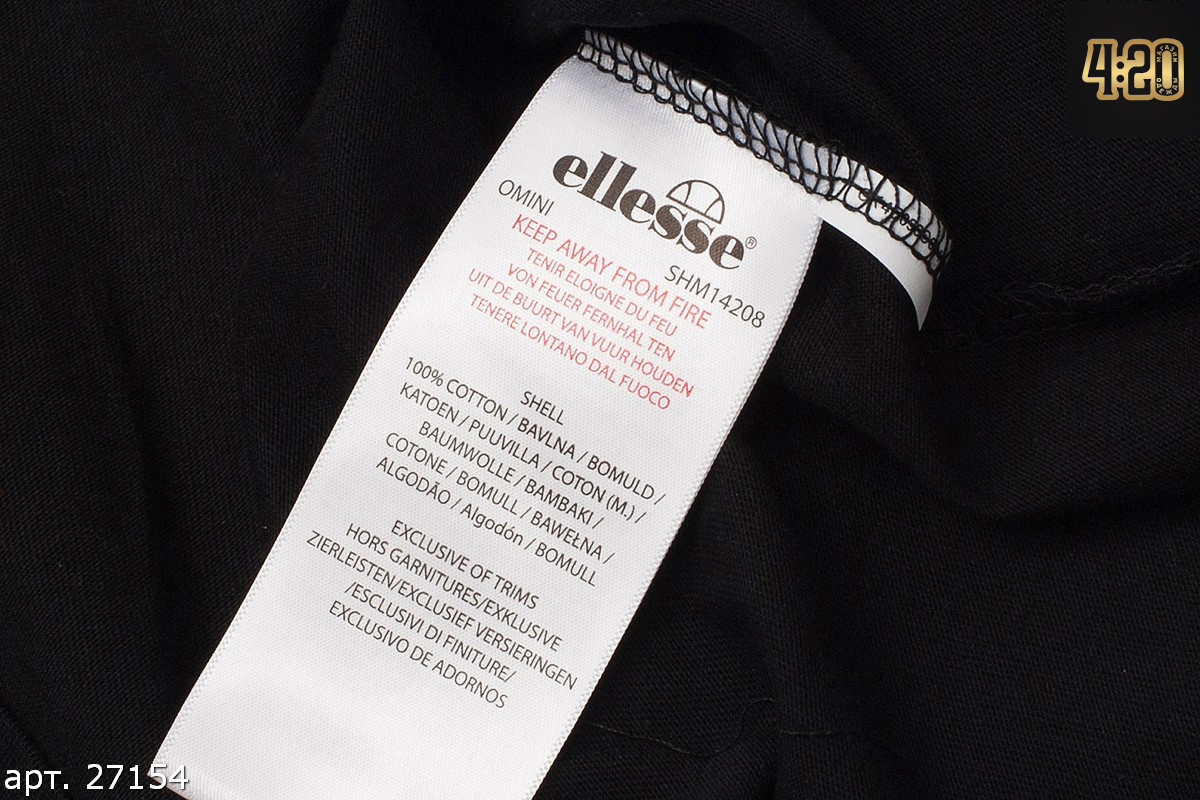 4:20
ellesse®
OMINI
SHM14208
KEEP AWAY FROM FIRE
TENIR ELOIGNE DU FEU
VON FEUER FERNHAL TEN
UIT DE BUURT VAN VUUR HOUDEN
TENERE LONTANO DAL FUOCO
SHELL
100% COTTON / BAVLNA / BOMULD /
KATOEN / PUUVILLA / COTON (M.) /
BAUMWOLLE / BAMBAKI /
COTONE / BOMULL / BAWEŁNA /
ALGODÃO / Algodón / BOMULL
EXCLUSIVE OF TRIMS
HORS GARNITURES/EXKLUSIVE
ZIERLEISTEN/EXCLUSIEF VERSIERINGEN
/ESCLUSIVI DI FINITURE/
EXCLUSIVO DE ADORNOS
арт. 27154